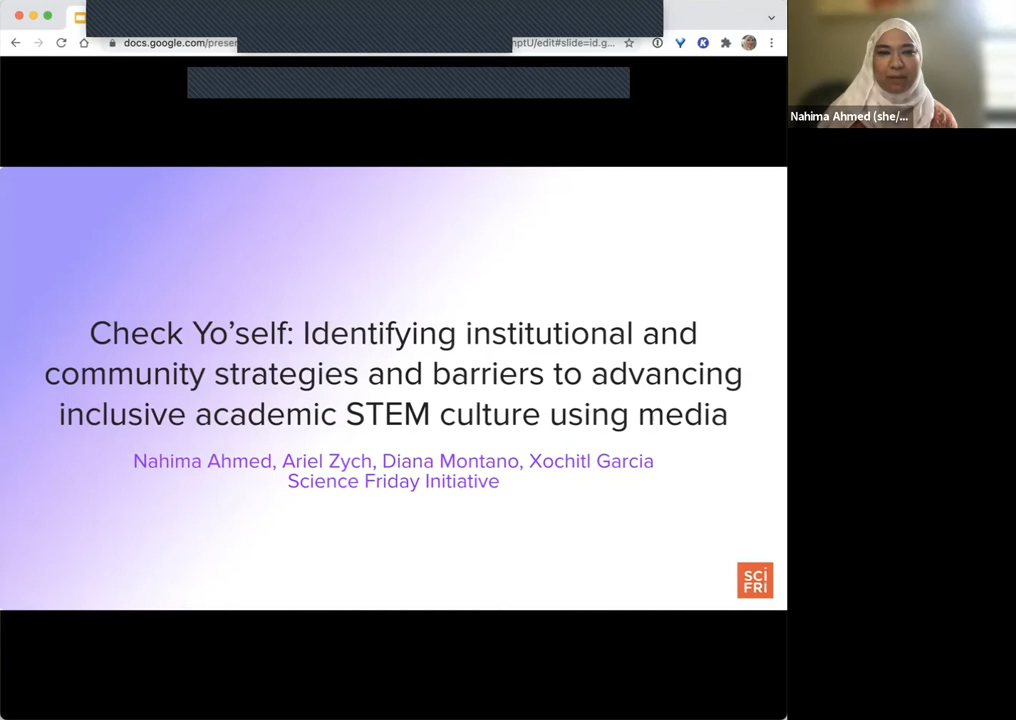 docs.google.com/presen
nptU/edit#slide=id.g...
Nahima Ahmed (she/...
Check Yo’self: Identifying institutional and
community strategies and barriers to advancing
inclusive academic STEM culture using media
Nahima Ahmed, Ariel Zych, Diana Montano, Xochitl Garcia
Science Friday Initiative
SCI
FRI